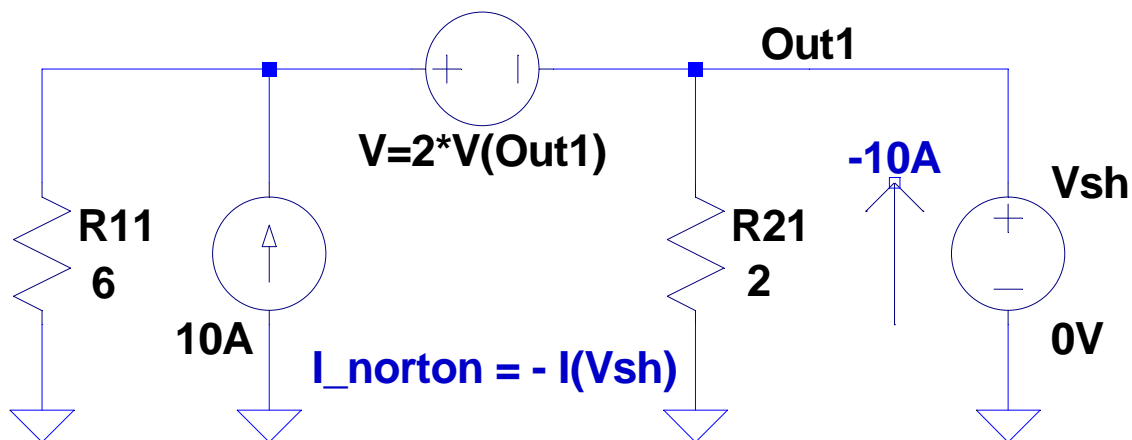 Out1
V=2*V(Out1)
-10A
Vsh
R11
6
R21
2
10A
0V
I_norton = - I(Vsh)